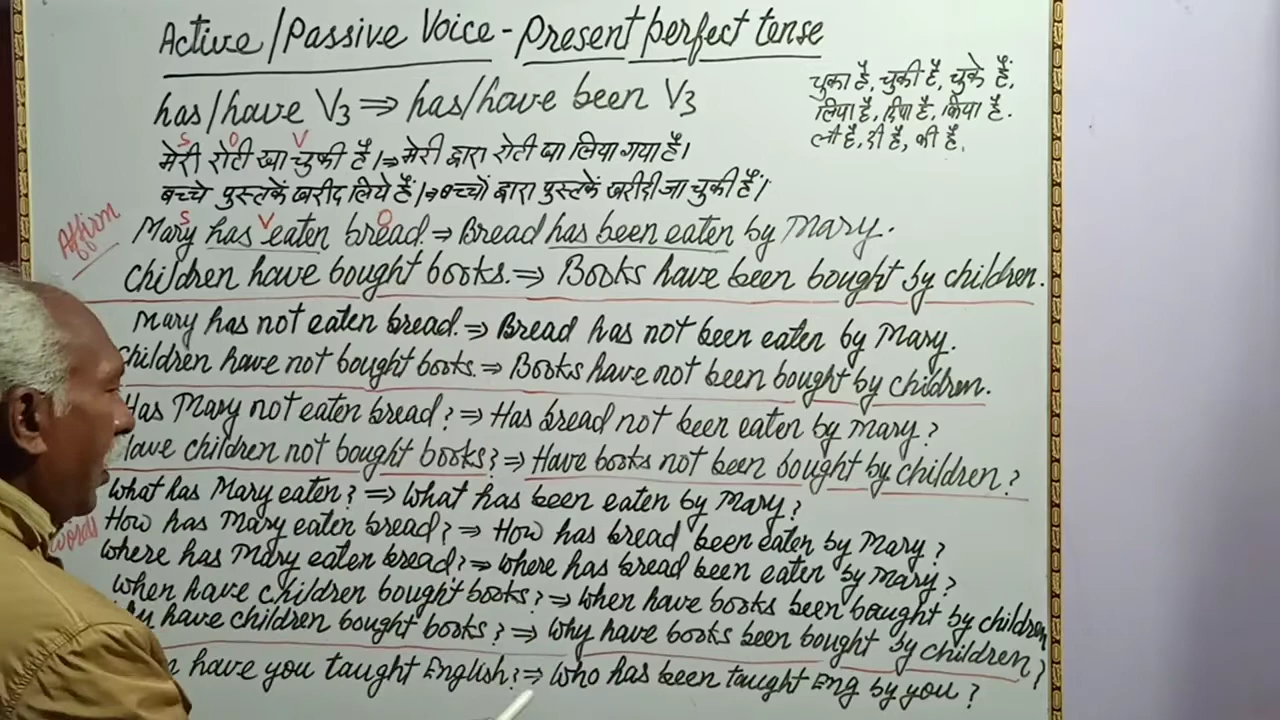 Active/Passive Voice - Present perfect tense
has/have V3 ⇒ has/have been V3
चुका है, चुकी है, चुके हैं,
लिया है, दिया है, किया है.
ली है, दी है, की है.
S O V
मेरी रोटी खा चुकी है। ⇒ मेरी द्वारा रोटी खा लिया गया है।
बच्चे पुस्तकें खरीद लिये हैं। ⇒ बच्चों द्वारा पुस्तकें खरीदी जा चुकी हैं।
S V O
Affirm
Mary has eaten bread. ⇒ Bread has been eaten by Mary.
Children have bought books. ⇒ Books have been bought by children.
Mary has not eaten bread. ⇒ Bread has not been eaten by Mary.
Children have not bought books. ⇒ Books have not been bought by children.
Has Mary not eaten bread? ⇒ Has bread not been eaten by Mary?
Have children not bought books? ⇒ Have books not been bought by children?
What has Mary eaten? ⇒ What has been eaten by Mary?
words
How has Mary eaten bread? ⇒ How has bread been eaten by Mary?
Where has Mary eaten bread? ⇒ Where has bread been eaten by Mary?
When have children bought books? ⇒ When have books been bought by children
have children bought books? ⇒ Why have books been bought by children?
have you taught English? ⇒ Who has been taught Eng by you?